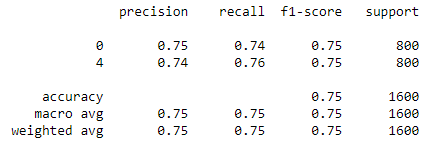 precision recall f1-score support
0 0.75 0.74 0.75 800
4 0.74 0.76 0.75 800
accuracy 0.75 1600
macro avg 0.75 0.75 0.75 1600
weighted avg 0.75 0.75 0.75 1600